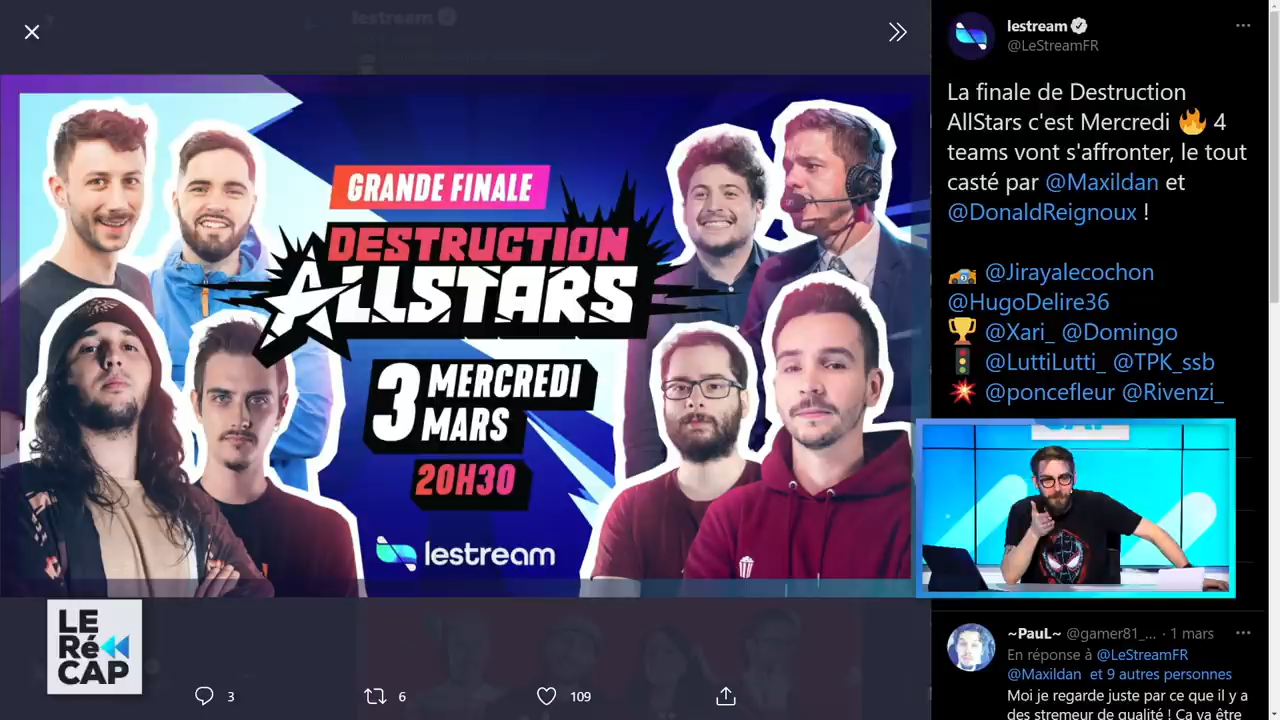 lestream
@LeStreamFR
La finale de Destruction
AllStars c'est Mercredi 🔥 4
teams vont s'affronter, le tout
casté par @Maxildan et
@DonaldReignoux !
@Jirayalecochon
@HugoDelire36
🏆 @Xari_ @Domingo
🚦 @LuttiLutti_ @TPK_ssb
💥 @poncefleur @Rivenzi_
GRANDE FINALE
DESTRUCTION
ALLSTARS
3 MERCREDI
MARS
20H30
lestream
LE
Ré
CAP
3
6
109
~PauL~ @gamer81_... · 1 mars
En réponse à @LeStreamFR
@Maxildan et 9 autres personnes
Moi je regarde juste par ce que il y a
des stremeur de qualité ! Ça va être